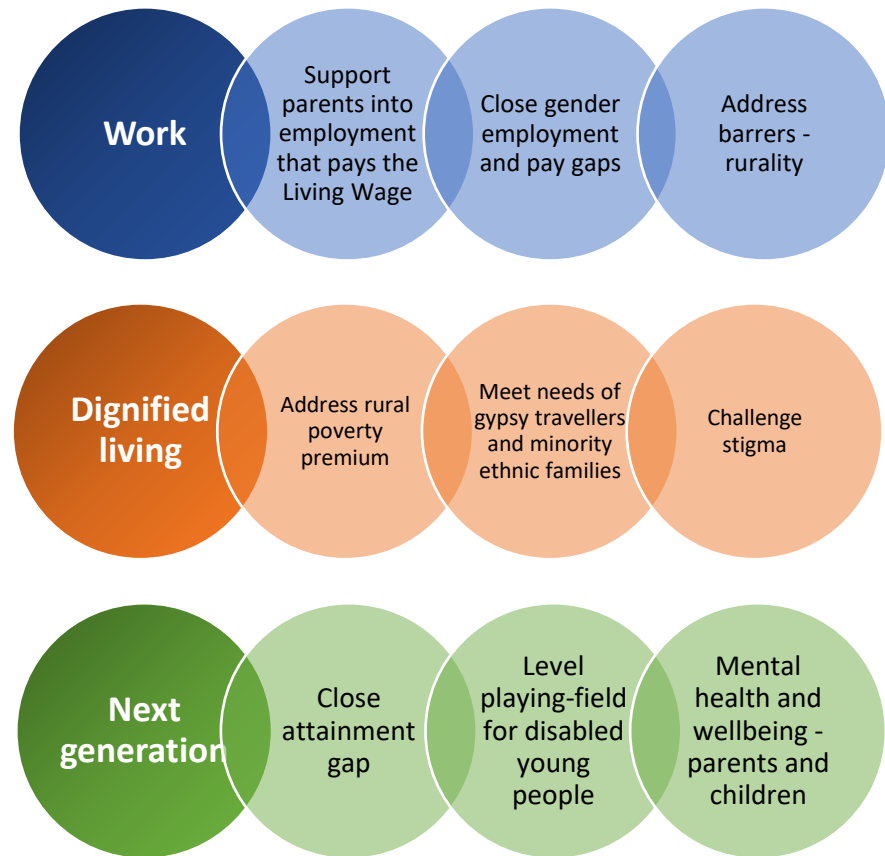 Work
Support
parents into
employment
that pays the
Living Wage
Close gender
employment
and pay gaps
Address
barriers -
rurality
Dignified
living
Address rural
poverty
premium
Meet needs of
gypsy travellers
and minority
ethnic families
Challenge
stigma
Next
generation
Close
attainment
gap
Level
playing-field
for disabled
young
people
Mental
health and
wellbeing -
parents and
children